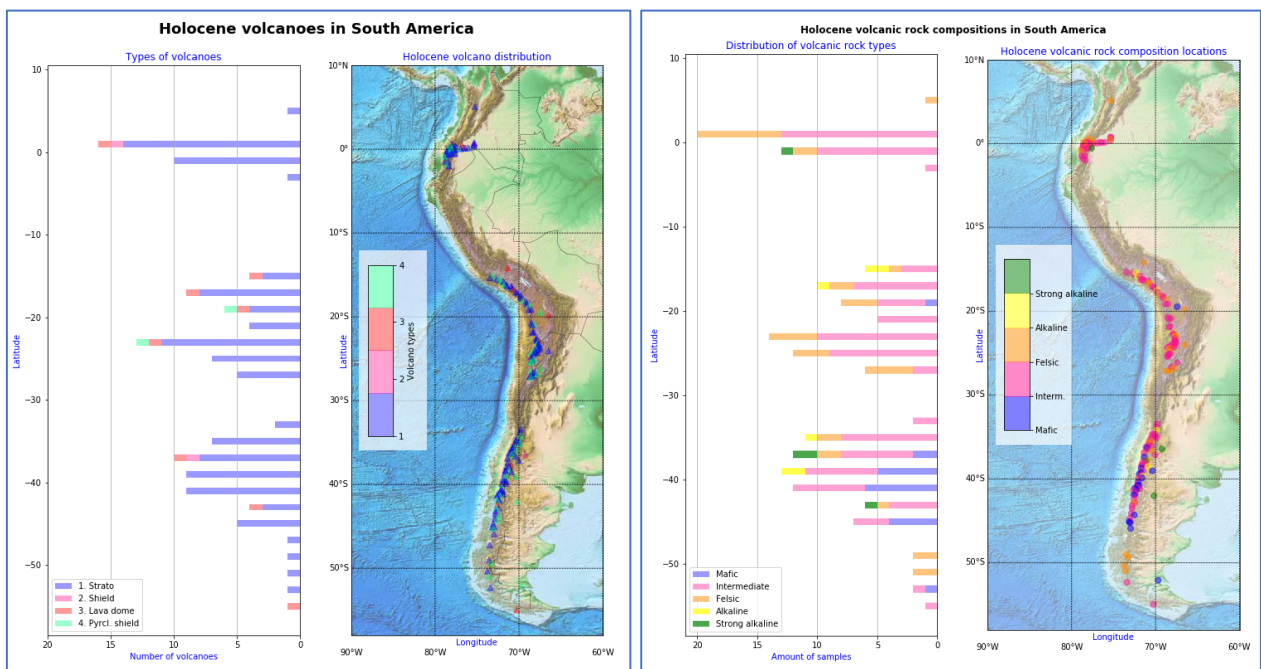 Holocene volcanoes in South America
Types of volcanoes
Latitude
10
0
−10
−20
−30
−40
−50
1. Strato
2. Shield
3. Lava dome
4. Pyrcl. shield
20 15 10 5 0
Number of volcanoes
Holocene volcano distribution
Latitude
10°N
0°
10°S
20°S
30°S
40°S
50°S
4
3
2
1
Volcano types
90°W 80°W 70°W 60°W
Longitude
Holocene volcanic rock compositions in South America
Distribution of volcanic rock types
Latitude
10
0
−10
−20
−30
−40
−50
Mafic
Intermediate
Felsic
Alkaline
Strong alkaline
20 15 10 5 0
Amount of samples
Holocene volcanic rock composition locations
Latitude
10°N
0°
10°S
20°S
30°S
40°S
50°S
Strong alkaline
Alkaline
Felsic
Interm.
Mafic
90°W 80°W 70°W 60°W
Longitude